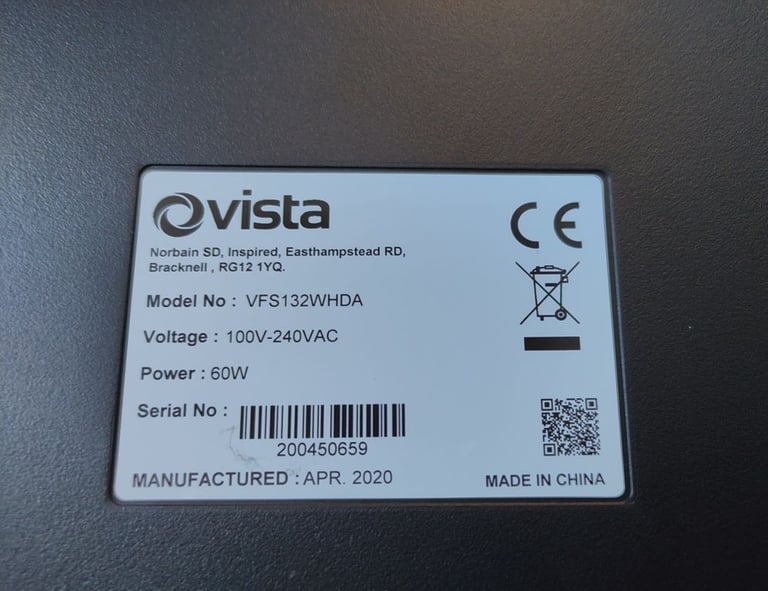 vista
CE
Norbain SD, Inspired, Easthampstead RD,
Bracknell , RG12 1YQ.
Model No : VFS132WHDA
Voltage : 100V-240VAC
Power : 60W
Serial No :
200450659
MANUFACTURED : APR. 2020
MADE IN CHINA